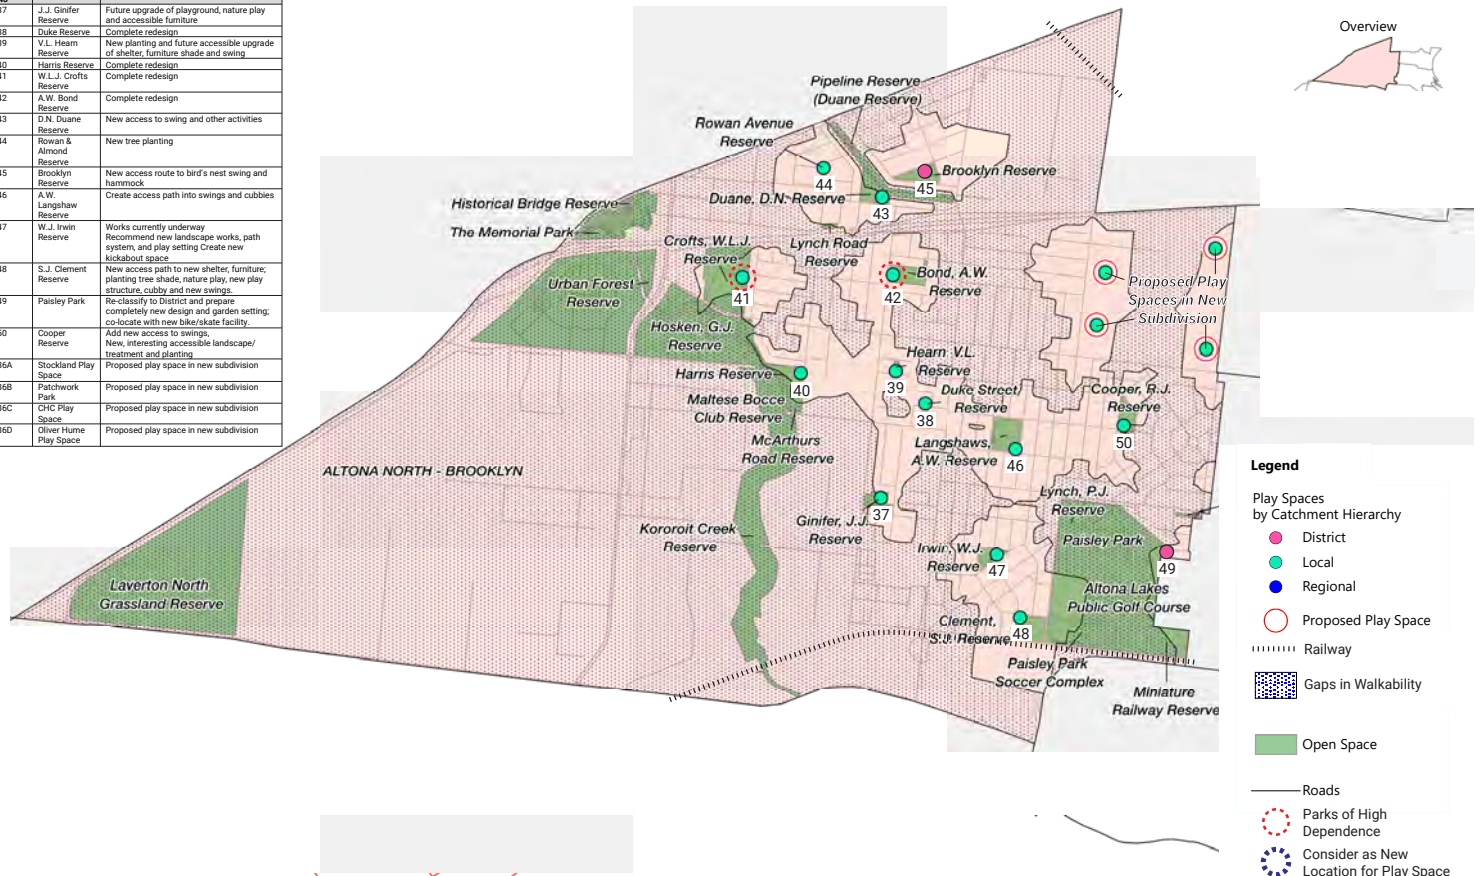 37 J.J. Ginifer Reserve Future upgrade of playground, nature play and accessible furniture
38 Duke Reserve Complete redesign
39 V.L. Hearn Reserve New planting and future accessible upgrade of shelter, furniture shade and swing
40 Harris Reserve Complete redesign
41 W.L.J. Crofts Reserve Complete redesign
42 A.W. Bond Reserve Complete redesign
43 D.N. Duane Reserve New access to swing and other activities
44 Rowan & Almond Reserve New tree planting
45 Brooklyn Reserve New access route to bird's nest swing and hammock
46 A.W. Langshaw Reserve Create access path into swings and cubbies
47 W.J. Irwin Reserve Works currently underway Recommend new landscape works, path system, and play setting Create new kickabout space
48 S.J. Clement Reserve New access path to new shelter, furniture; planting tree shade, nature play, new play structure, cubby and new swings.
49 Paisley Park Re-classify to District and prepare completely new design and garden setting; co-locate with new bike/skate facility.
50 Cooper Reserve Add new access to swings, New, interesting accessible landscape/ treatment and planting
36A Stockland Play Space Proposed play space in new subdivision
36B Patchwork Park Proposed play space in new subdivision
36C CHC Play Space Proposed play space in new subdivision
36D Oliver Hume Play Space Proposed play space in new subdivision
Overview
Pipeline Reserve
(Duane Reserve)
Rowan Avenue
Reserve
44
45
Brooklyn Reserve
Duane, D.N. Reserve
43
Historical Bridge Reserve
The Memorial Park
Crofts, W.L.J.
Reserve
41
Lynch Road
Reserve
Bond, A.W.
Reserve
42
Proposed Play
Spaces in New
Subdivision
Urban Forest
Reserve
Hosken, G.J.
Reserve
Harris Reserve
40
Hearn V.L.
Reserve
39
Maltese Bocce
Club Reserve
Duke Street
Reserve
38
Cooper, R.J.
Reserve
50
McArthurs
Road Reserve
Langshaws,
A.W. Reserve
46
ALTONA NORTH - BROOKLYN
Lynch, P.J.
Reserve
37
Ginifer, J.J.
Reserve
Kororoit Creek
Reserve
Paisley Park
49
Irwin, W.J.
Reserve
47
Laverton North
Grassland Reserve
Altona Lakes
Public Golf Course
Clement,
S.J. Reserve
48
Paisley Park
Soccer Complex
Miniature
Railway Reserve
Legend
Play Spaces
by Catchment Hierarchy
District
Local
Regional
Proposed Play Space
Railway
Gaps in Walkability
Open Space
Roads
Parks of High
Dependence
Consider as New
Location for Play Space